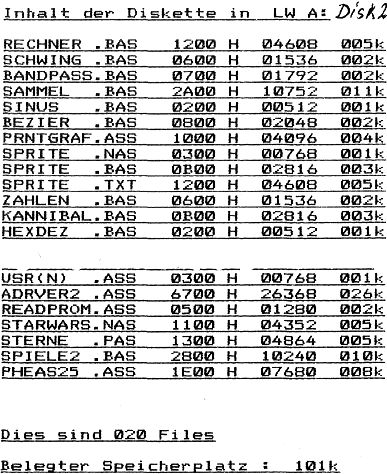 Inhalt der Diskette in LW A: Disk2
RECHNER .BAS 1200 H 04608 005k
SCHWING .BAS 0600 H 01536 002k
BANDPASS.BAS 0700 H 01792 002k
SAMMEL .BAS 2A00 H 10752 011k
SINUS .BAS 0200 H 00512 001k
BEZIER .BAS 0800 H 02048 002k
PRNTGRAF.ASS 1000 H 04096 004k
SPRITE .NAS 0300 H 00768 001k
SPRITE .BAS 0B00 H 02816 003k
SPRITE .TXT 1200 H 04608 005k
ZAHLEN .BAS 0600 H 01536 002k
KANNIBAL.BAS 0B00 H 02816 003k
HEXDEZ .BAS 0200 H 00512 001k
USR(N) .ASS 0300 H 00768 001k
ADRVER2 .ASS 6700 H 26368 026k
READPROM.ASS 0500 H 01280 002k
STARWARS.NAS 1100 H 04352 005k
STERNE .PAS 1300 H 04864 005k
SPIELE2 .BAS 2800 H 10240 010k
PHEAS25 .ASS 1E00 H 07680 008k
Dies sind 020 Files
Belegter Speicherplatz : 101k